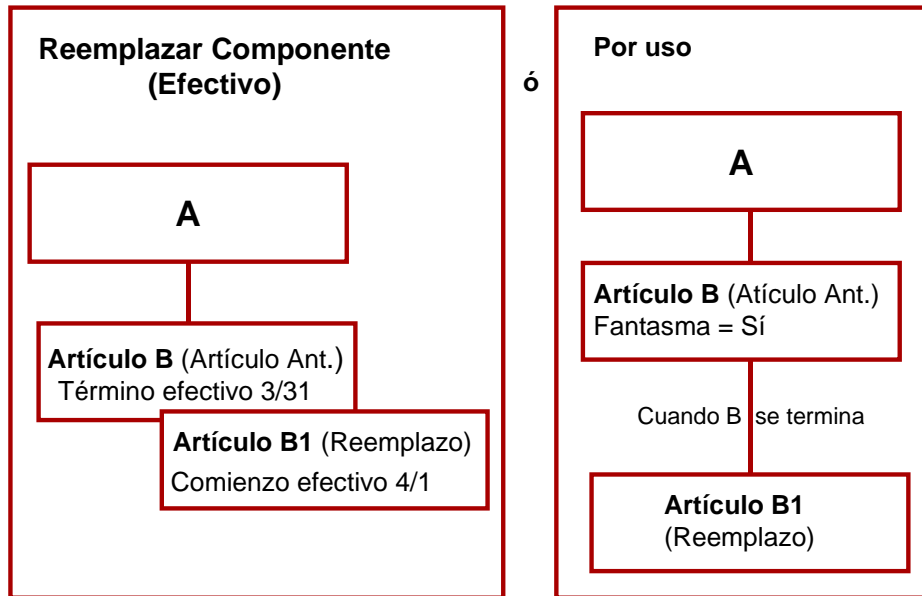 Reemplazar Componente
(Efectivo)
A
Artículo B (Artículo Ant.)
Término efectivo 3/31
Artículo B1 (Reemplazo)
Comienzo efectivo 4/1
ó
Por uso
A
Artículo B (Atículo Ant.)
Fantasma = Sí
Cuando B se termina
Artículo B1
(Reemplazo)